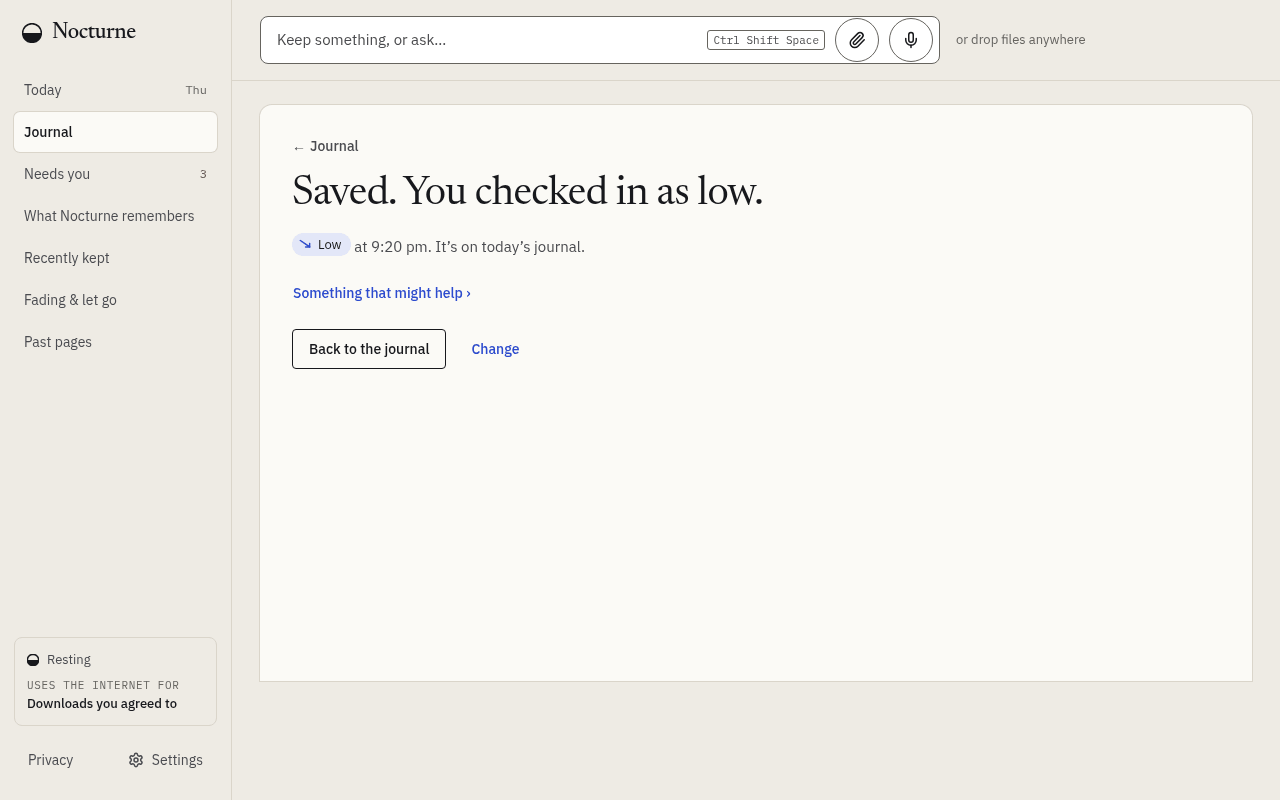 Nocturne
Today Thu
Journal
Needs you 3
What Nocturne remembers
Recently kept
Fading & let go
Past pages
Resting
USES THE INTERNET FOR
Downloads you agreed to
Privacy Settings
Keep something, or ask... Ctrl Shift Space or drop files anywhere
← Journal
Saved. You checked in as low.
Low at 9:20 pm. It’s on today’s journal.
Something that might help ›
Back to the journal Change